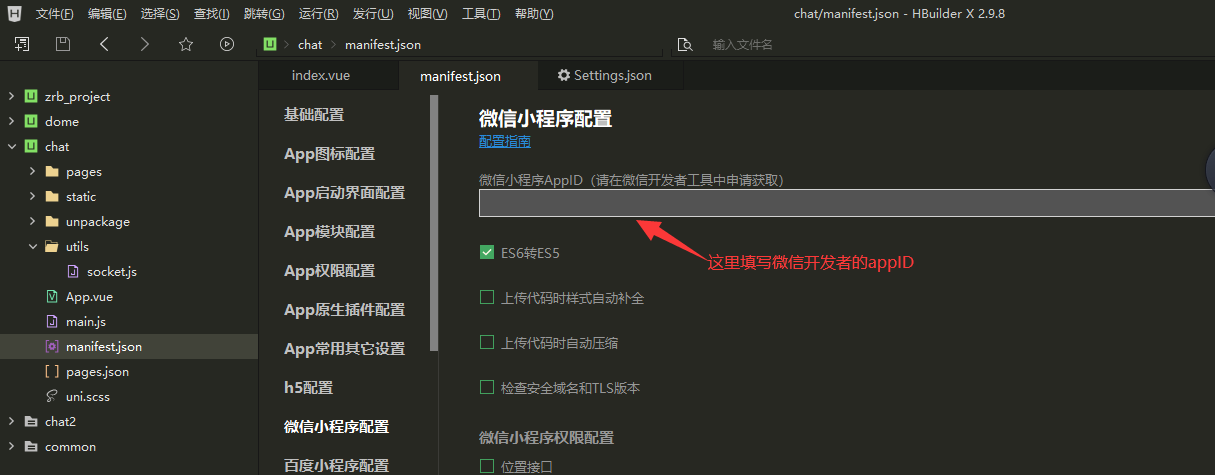 文件(F) 编辑(E) 选择(S) 查找(I) 跳转(G) 运行(R) 发行(U) 视图(V) 工具(T) 帮助(Y) chat/manifest.json - HBuilder X 2.9.8
chat manifest.json 输入文件名
index.vue manifest.json Settings.json
zrb_project
dome
chat
pages
static
unpackage
utils
socket.js
App.vue
main.js
manifest.json
pages.json
uni.scss
chat2
common
基础配置
App图标配置
App启动界面配置
App模块配置
App权限配置
App原生插件配置
App常用其它设置
h5配置
微信小程序配置
百度小程序配置
微信小程序配置
配置指南
微信小程序AppID（请在微信开发者工具中申请获取）
这里填写微信开发者的appID
ES6转ES5
上传代码时样式自动补全
上传代码时自动压缩
检查安全域名和TLS版本
微信小程序权限配置
位置接口